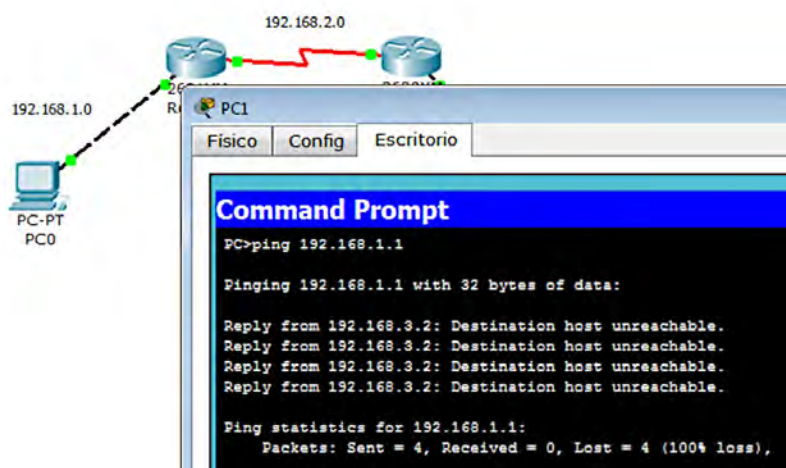 192.168.2.0
192.168.1.0
PC-PT
PC0
PC1
Físico Config Escritorio
Command Prompt
PC>ping 192.168.1.1
Pinging 192.168.1.1 with 32 bytes of data:
Reply from 192.168.3.2: Destination host unreachable.
Reply from 192.168.3.2: Destination host unreachable.
Reply from 192.168.3.2: Destination host unreachable.
Reply from 192.168.3.2: Destination host unreachable.
Ping statistics for 192.168.1.1:
Packets: Sent = 4, Received = 0, Lost = 4 (100% loss),